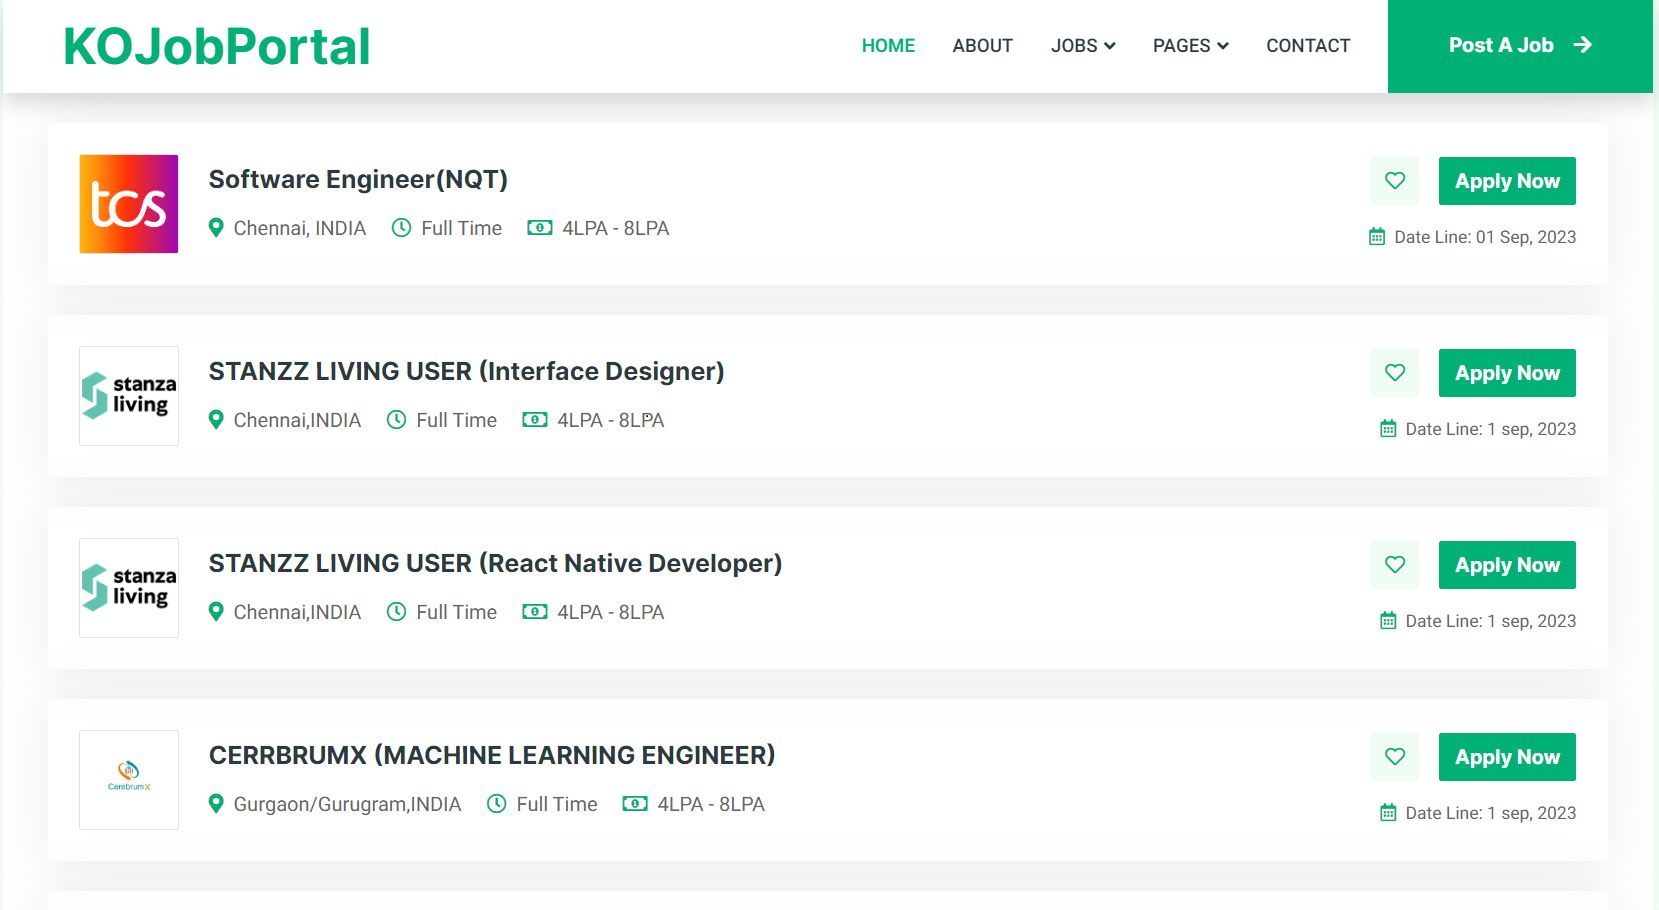 KOJobPortal
HOME ABOUT JOBS PAGES CONTACT Post A Job
tcs
Software Engineer(NQT)
Chennai, INDIA Full Time 4LPA - 8LPA
Apply Now
Date Line: 01 Sep, 2023
stanza
living
STANZZ LIVING USER (Interface Designer)
Chennai,INDIA Full Time 4LPA - 8LPA
Apply Now
Date Line: 1 sep, 2023
stanza
living
STANZZ LIVING USER (React Native Developer)
Chennai,INDIA Full Time 4LPA - 8LPA
Apply Now
Date Line: 1 sep, 2023
CerebrumX
CERRBRUMX (MACHINE LEARNING ENGINEER)
Gurgaon/Gurugram,INDIA Full Time 4LPA - 8LPA
Apply Now
Date Line: 1 sep, 2023